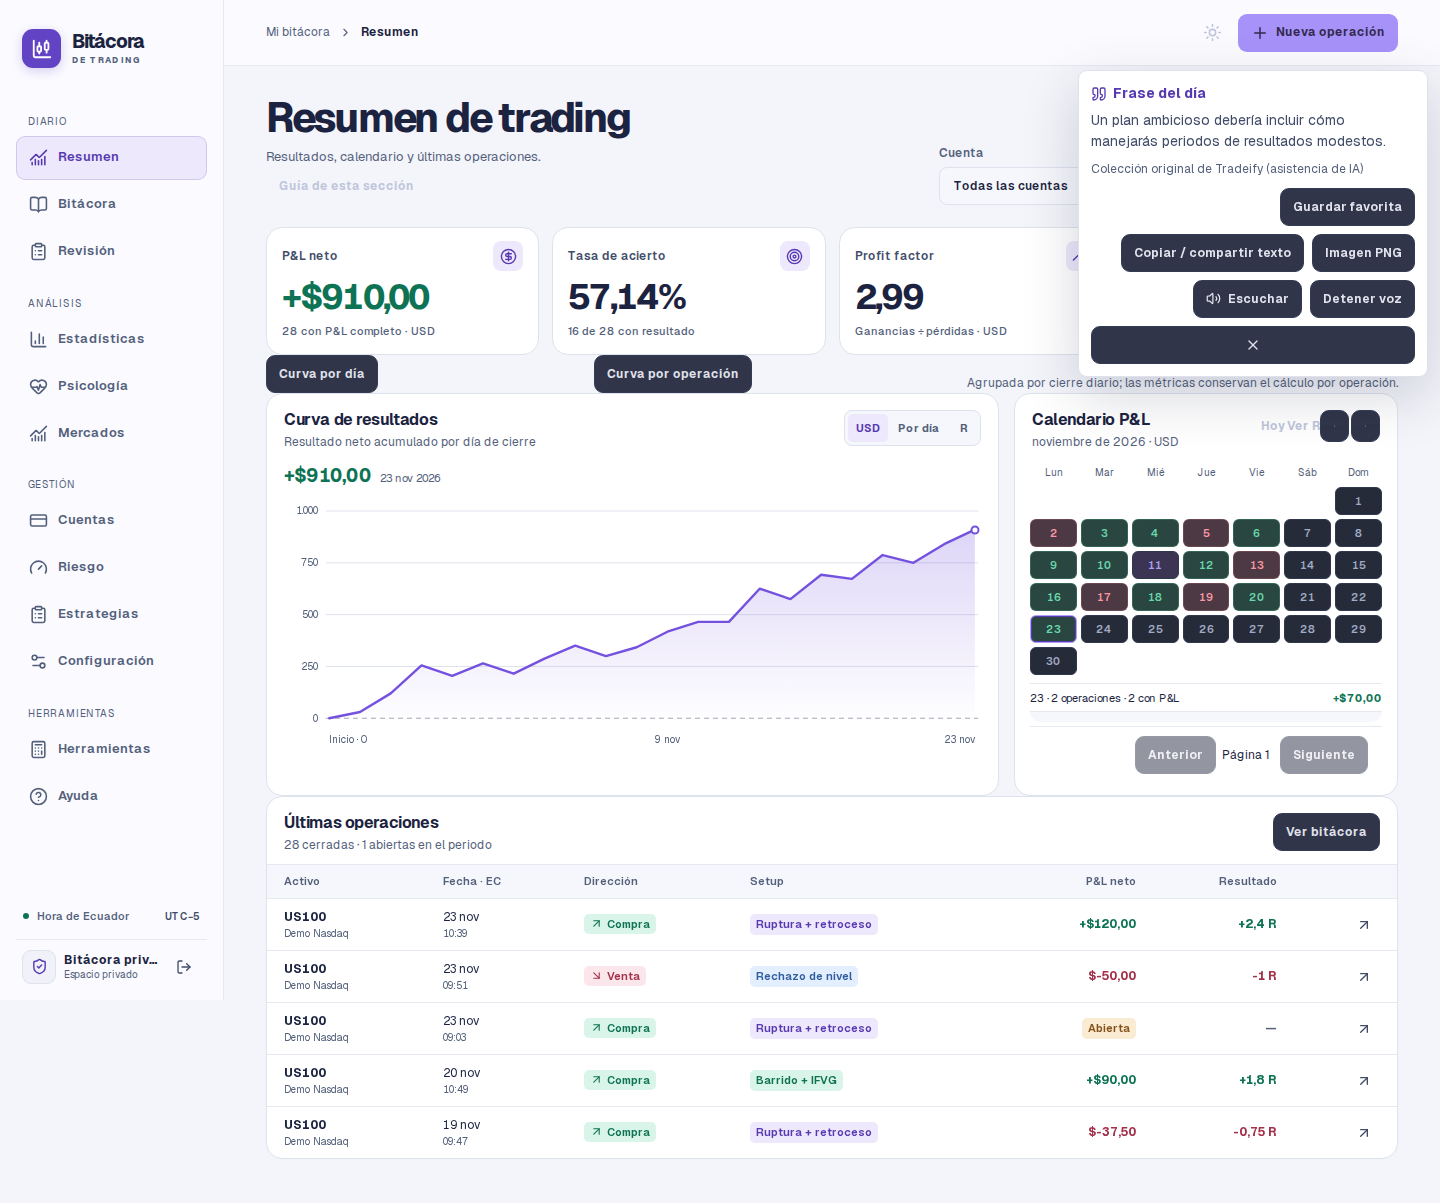 Bitácora
DE TRADING
DIARIO
Resumen
Bitácora
Revisión
ANÁLISIS
Estadísticas
Psicología
Mercados
GESTIÓN
Cuentas
Riesgo
Estrategias
Configuración
HERRAMIENTAS
Herramientas
Ayuda
Hora de Ecuador UTC-5
Bitácora priv...
Espacio privado
Mi bitácora > Resumen
Nueva operación
Resumen de trading
Resultados, calendario y últimas operaciones.
Guía de esta sección
Cuenta
Todas las cuentas
Frase del día
Un plan ambicioso debería incluir cómo
manejarás periodos de resultados modestos.
Colección original de Tradeify (asistencia de IA)
Guardar favorita
Copiar / compartir texto Imagen PNG
Escuchar Detener voz
P&L neto
+$910,00
28 con P&L completo · USD
Tasa de acierto
57,14%
16 de 28 con resultado
Profit factor
2,99
Ganancias ÷ pérdidas · USD
Curva por día Curva por operación
Agrupada por cierre diario; las métricas conservan el cálculo por operación.
Curva de resultados
Resultado neto acumulado por día de cierre
USD Por día R
+$910,00 23 nov 2026
1000
750
500
250
0
Inicio · 0 9 nov 23 nov
Calendario P&L
noviembre de 2026 · USD
Hoy Ver R
Lun Mar Mié Jue Vie Sáb Dom
1
2 3 4 5 6 7 8
9 10 11 12 13 14 15
16 17 18 19 20 21 22
23 24 25 26 27 28 29
30
23 · 2 operaciones · 2 con P&L +$70,00
Anterior Página 1 Siguiente
Últimas operaciones
28 cerradas · 1 abiertas en el periodo
Ver bitácora
Activo Fecha · EC Dirección Setup P&L neto Resultado
US100 23 nov Compra Ruptura + retroceso +$120,00 +2,4 R
Demo Nasdaq 10:39
US100 23 nov Venta Rechazo de nivel $-50,00 -1 R
Demo Nasdaq 09:51
US100 23 nov Compra Ruptura + retroceso Abierta —
Demo Nasdaq 09:03
US100 20 nov Compra Barrido + IFVG +$90,00 +1,8 R
Demo Nasdaq 10:49
US100 19 nov Compra Ruptura + retroceso $-37,50 -0,75 R
Demo Nasdaq 09:47